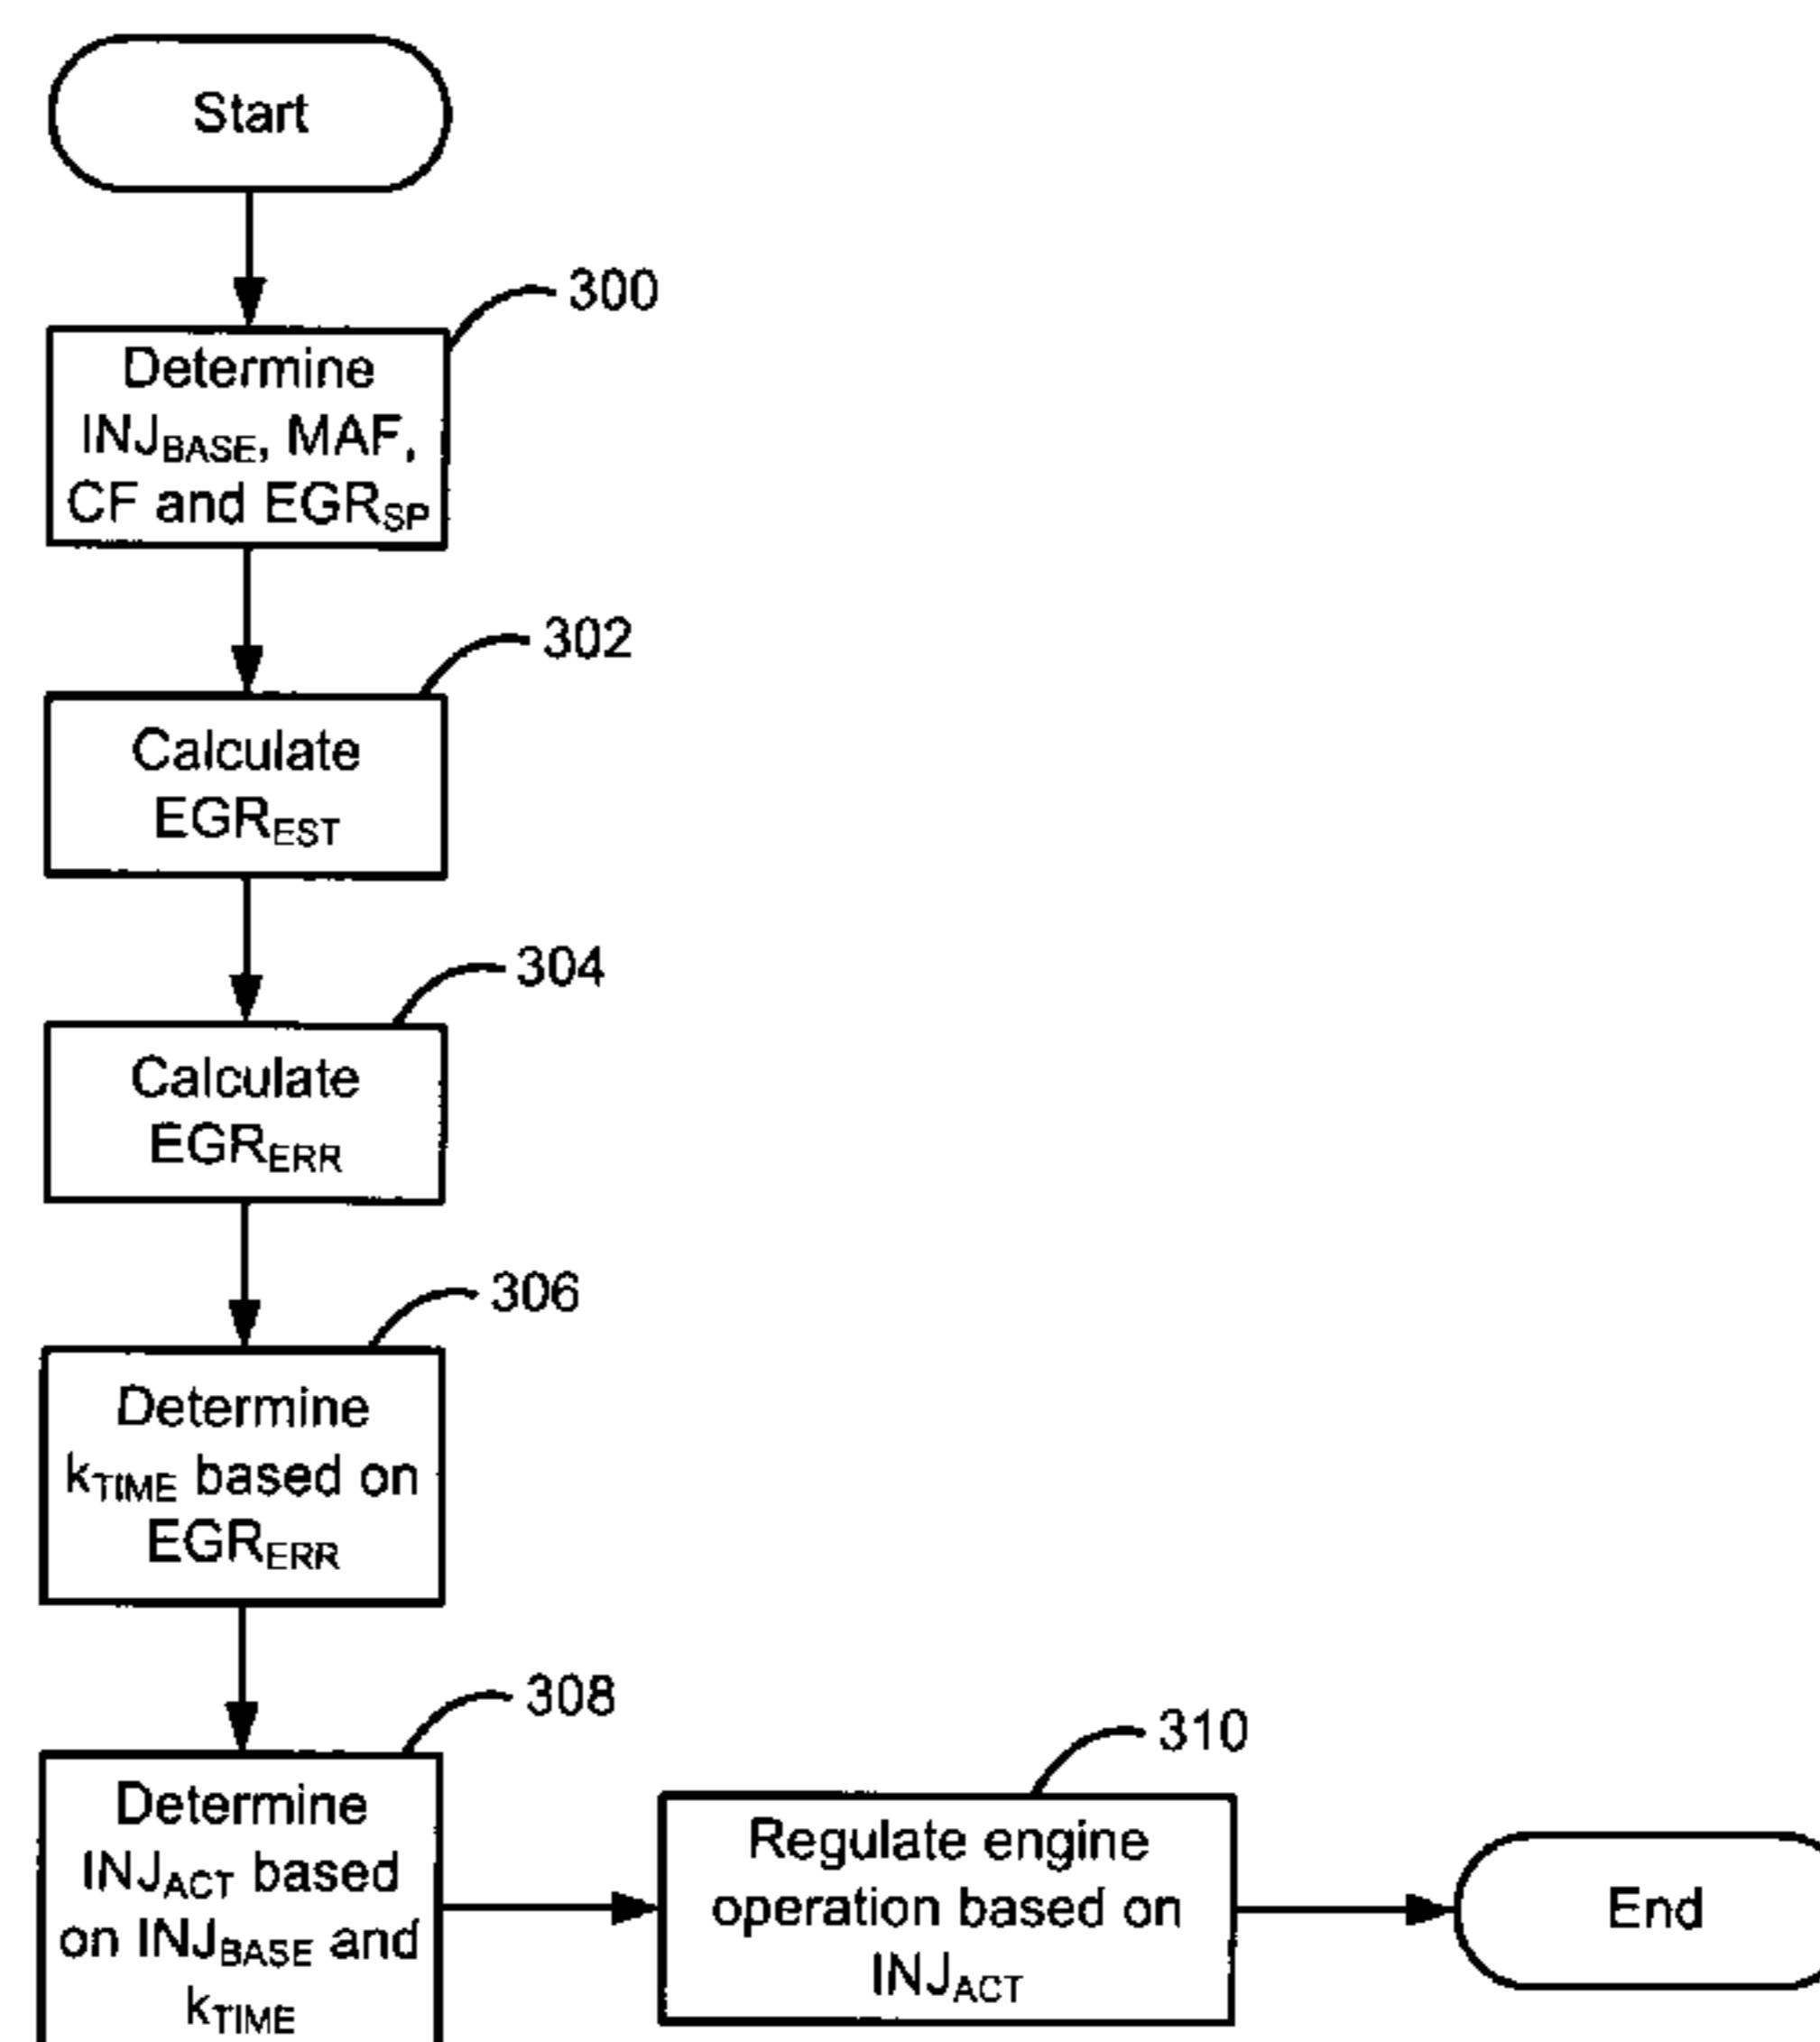 Start
300
Determine
INJBASE, MAF,
CF and EGRSP
302
Calculate
EGREST
304
Calculate
EGRERR
306
Determine
kTIME based on
EGRERR
308
Determine
INJACT based
on INJBASE and
kTIME
310
Regulate engine
operation based on
INJACT
End